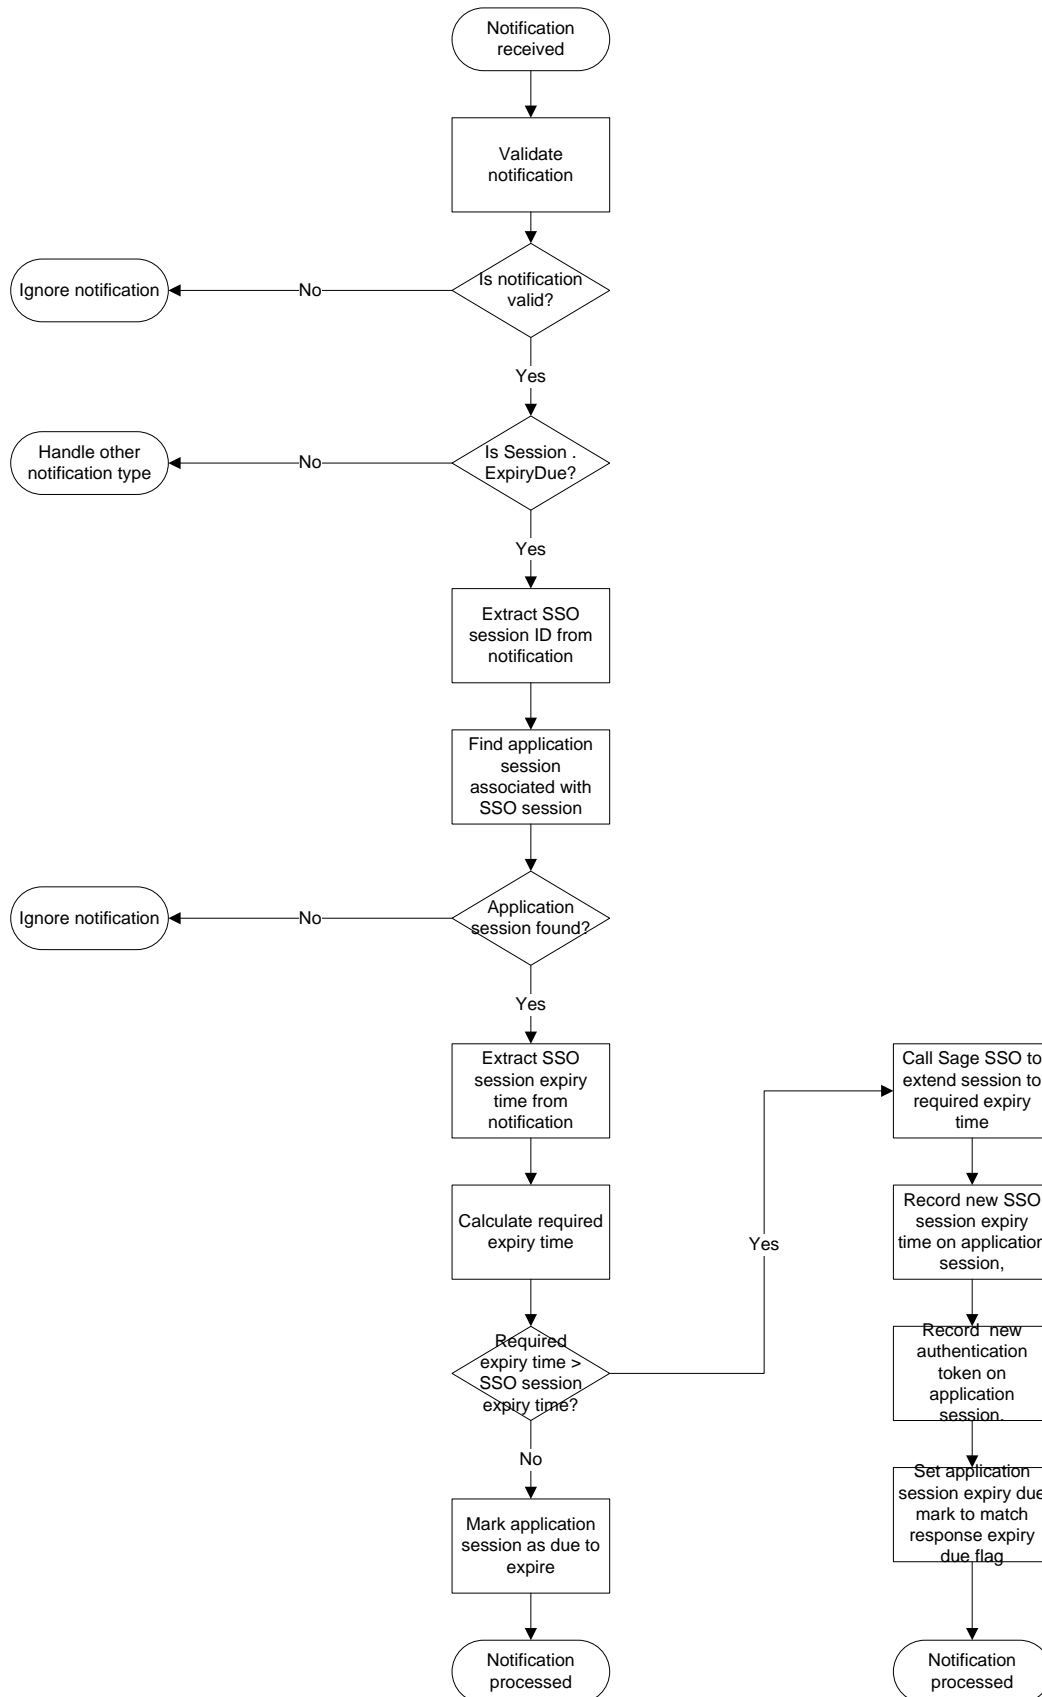 Notification
received
Validate
notification
Is notification
valid?
No
Ignore notification
Yes
Is Session .
ExpiryDue?
No
Handle other
notification type
Yes
Extract SSO
session ID from
notification
Find application
session
associated with
SSO session
Application
session found?
No
Ignore notification
Yes
Extract SSO
session expiry
time from
notification
Calculate required
expiry time
Required
expiry time >
SSO session
expiry time?
No
Mark application
session as due to
expire
Notification
processed
Yes
Call Sage SSO to
extend session to
required expiry
time
Record new SSO
session expiry
time on application
session,
Record  new
authentication
token on
application
session.
Set application
session expiry due
mark to match
response expiry
due flag
Notification
processed